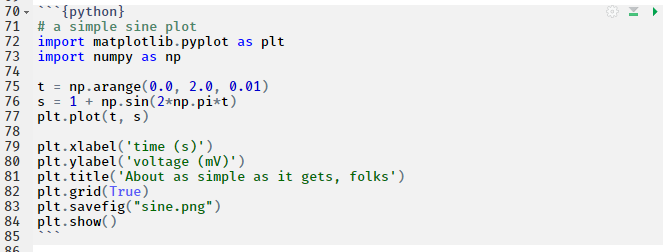 70 ```{python}
71 # a simple sine plot
72 import matplotlib.pyplot as plt
73 import numpy as np
74
75 t = np.arange(0.0, 2.0, 0.01)
76 s = 1 + np.sin(2*np.pi*t)
77 plt.plot(t, s)
78
79 plt.xlabel('time (s)')
80 plt.ylabel('voltage (mV)')
81 plt.title('About as simple as it gets, folks')
82 plt.grid(True)
83 plt.savefig("sine.png")
84 plt.show()
85 ```
86